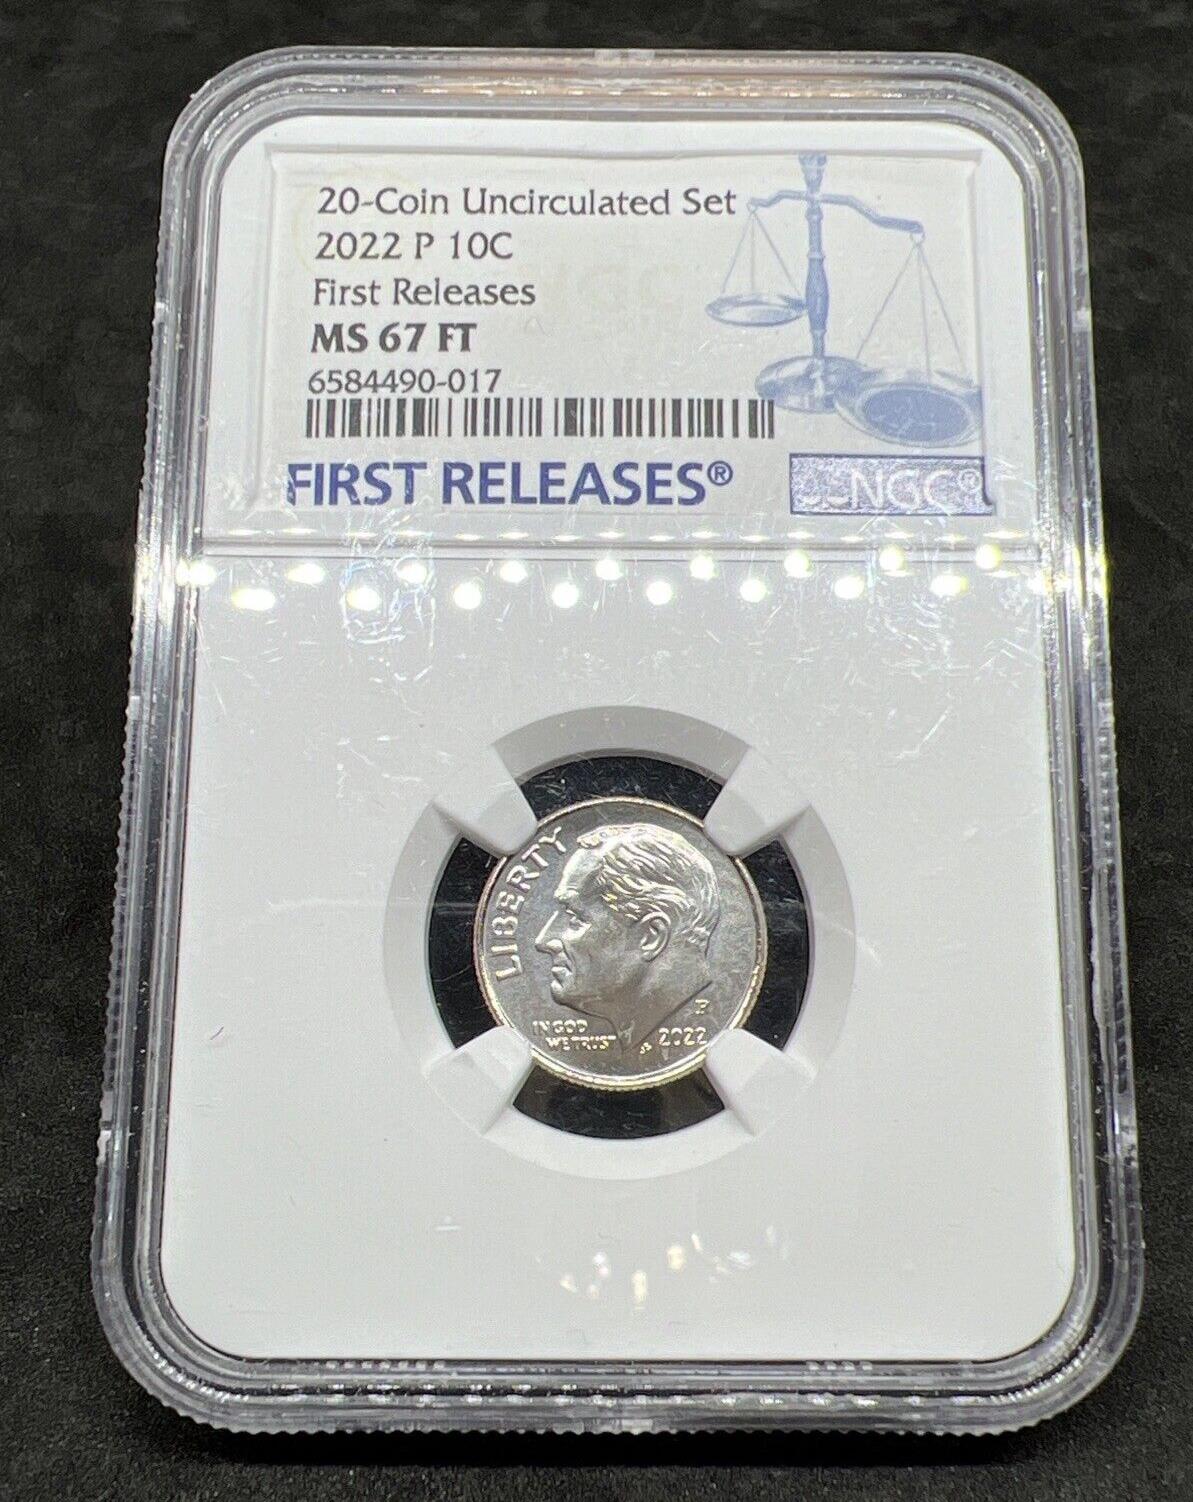 20-Coin Uncirculated Set
2022 P 10C
First Releases
MS 67 FT
6584490-017
FIRST RELEASES®
NGC®
LIBERTY
IN GOD
WE TRUST
JS
P
2022